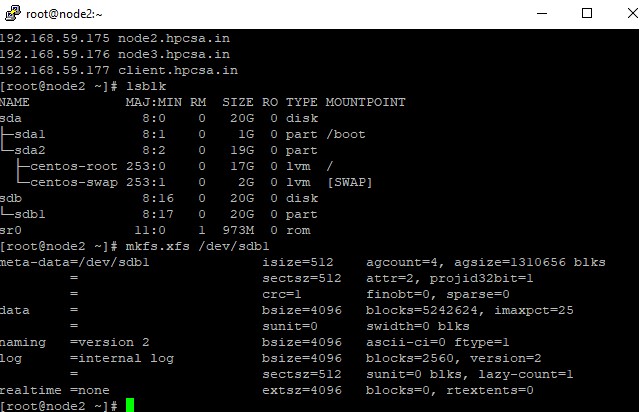 root@node2:~
192.168.59.175 node2.hpcsa.in
192.168.59.176 node3.hpcsa.in
192.168.59.177 client.hpcsa.in
[root@node2 ~]# lsblk
NAME            MAJ:MIN RM  SIZE RO TYPE MOUNTPOINT
sda               8:0    0   20G  0 disk
├─sda1            8:1    0    1G  0 part /boot
└─sda2            8:2    0   19G  0 part
  ├─centos-root 253:0    0   17G  0 lvm  /
  └─centos-swap 253:1    0    2G  0 lvm  [SWAP]
sdb               8:16   0   20G  0 disk
└─sdb1            8:17   0   20G  0 part
sr0              11:0    1  973M  0 rom
[root@node2 ~]# mkfs.xfs /dev/sdb1
meta-data=/dev/sdb1              isize=512    agcount=4, agsize=1310656 blks
         =                       sectsz=512   attr=2, projid32bit=1
         =                       crc=1        finobt=0, sparse=0
data     =                       bsize=4096   blocks=5242624, imaxpct=25
         =                       sunit=0      swidth=0 blks
naming   =version 2              bsize=4096   ascii-ci=0 ftype=1
log      =internal log           bsize=4096   blocks=2560, version=2
         =                       sectsz=512   sunit=0 blks, lazy-count=1
realtime =none                   extsz=4096   blocks=0, rtextents=0
[root@node2 ~]#